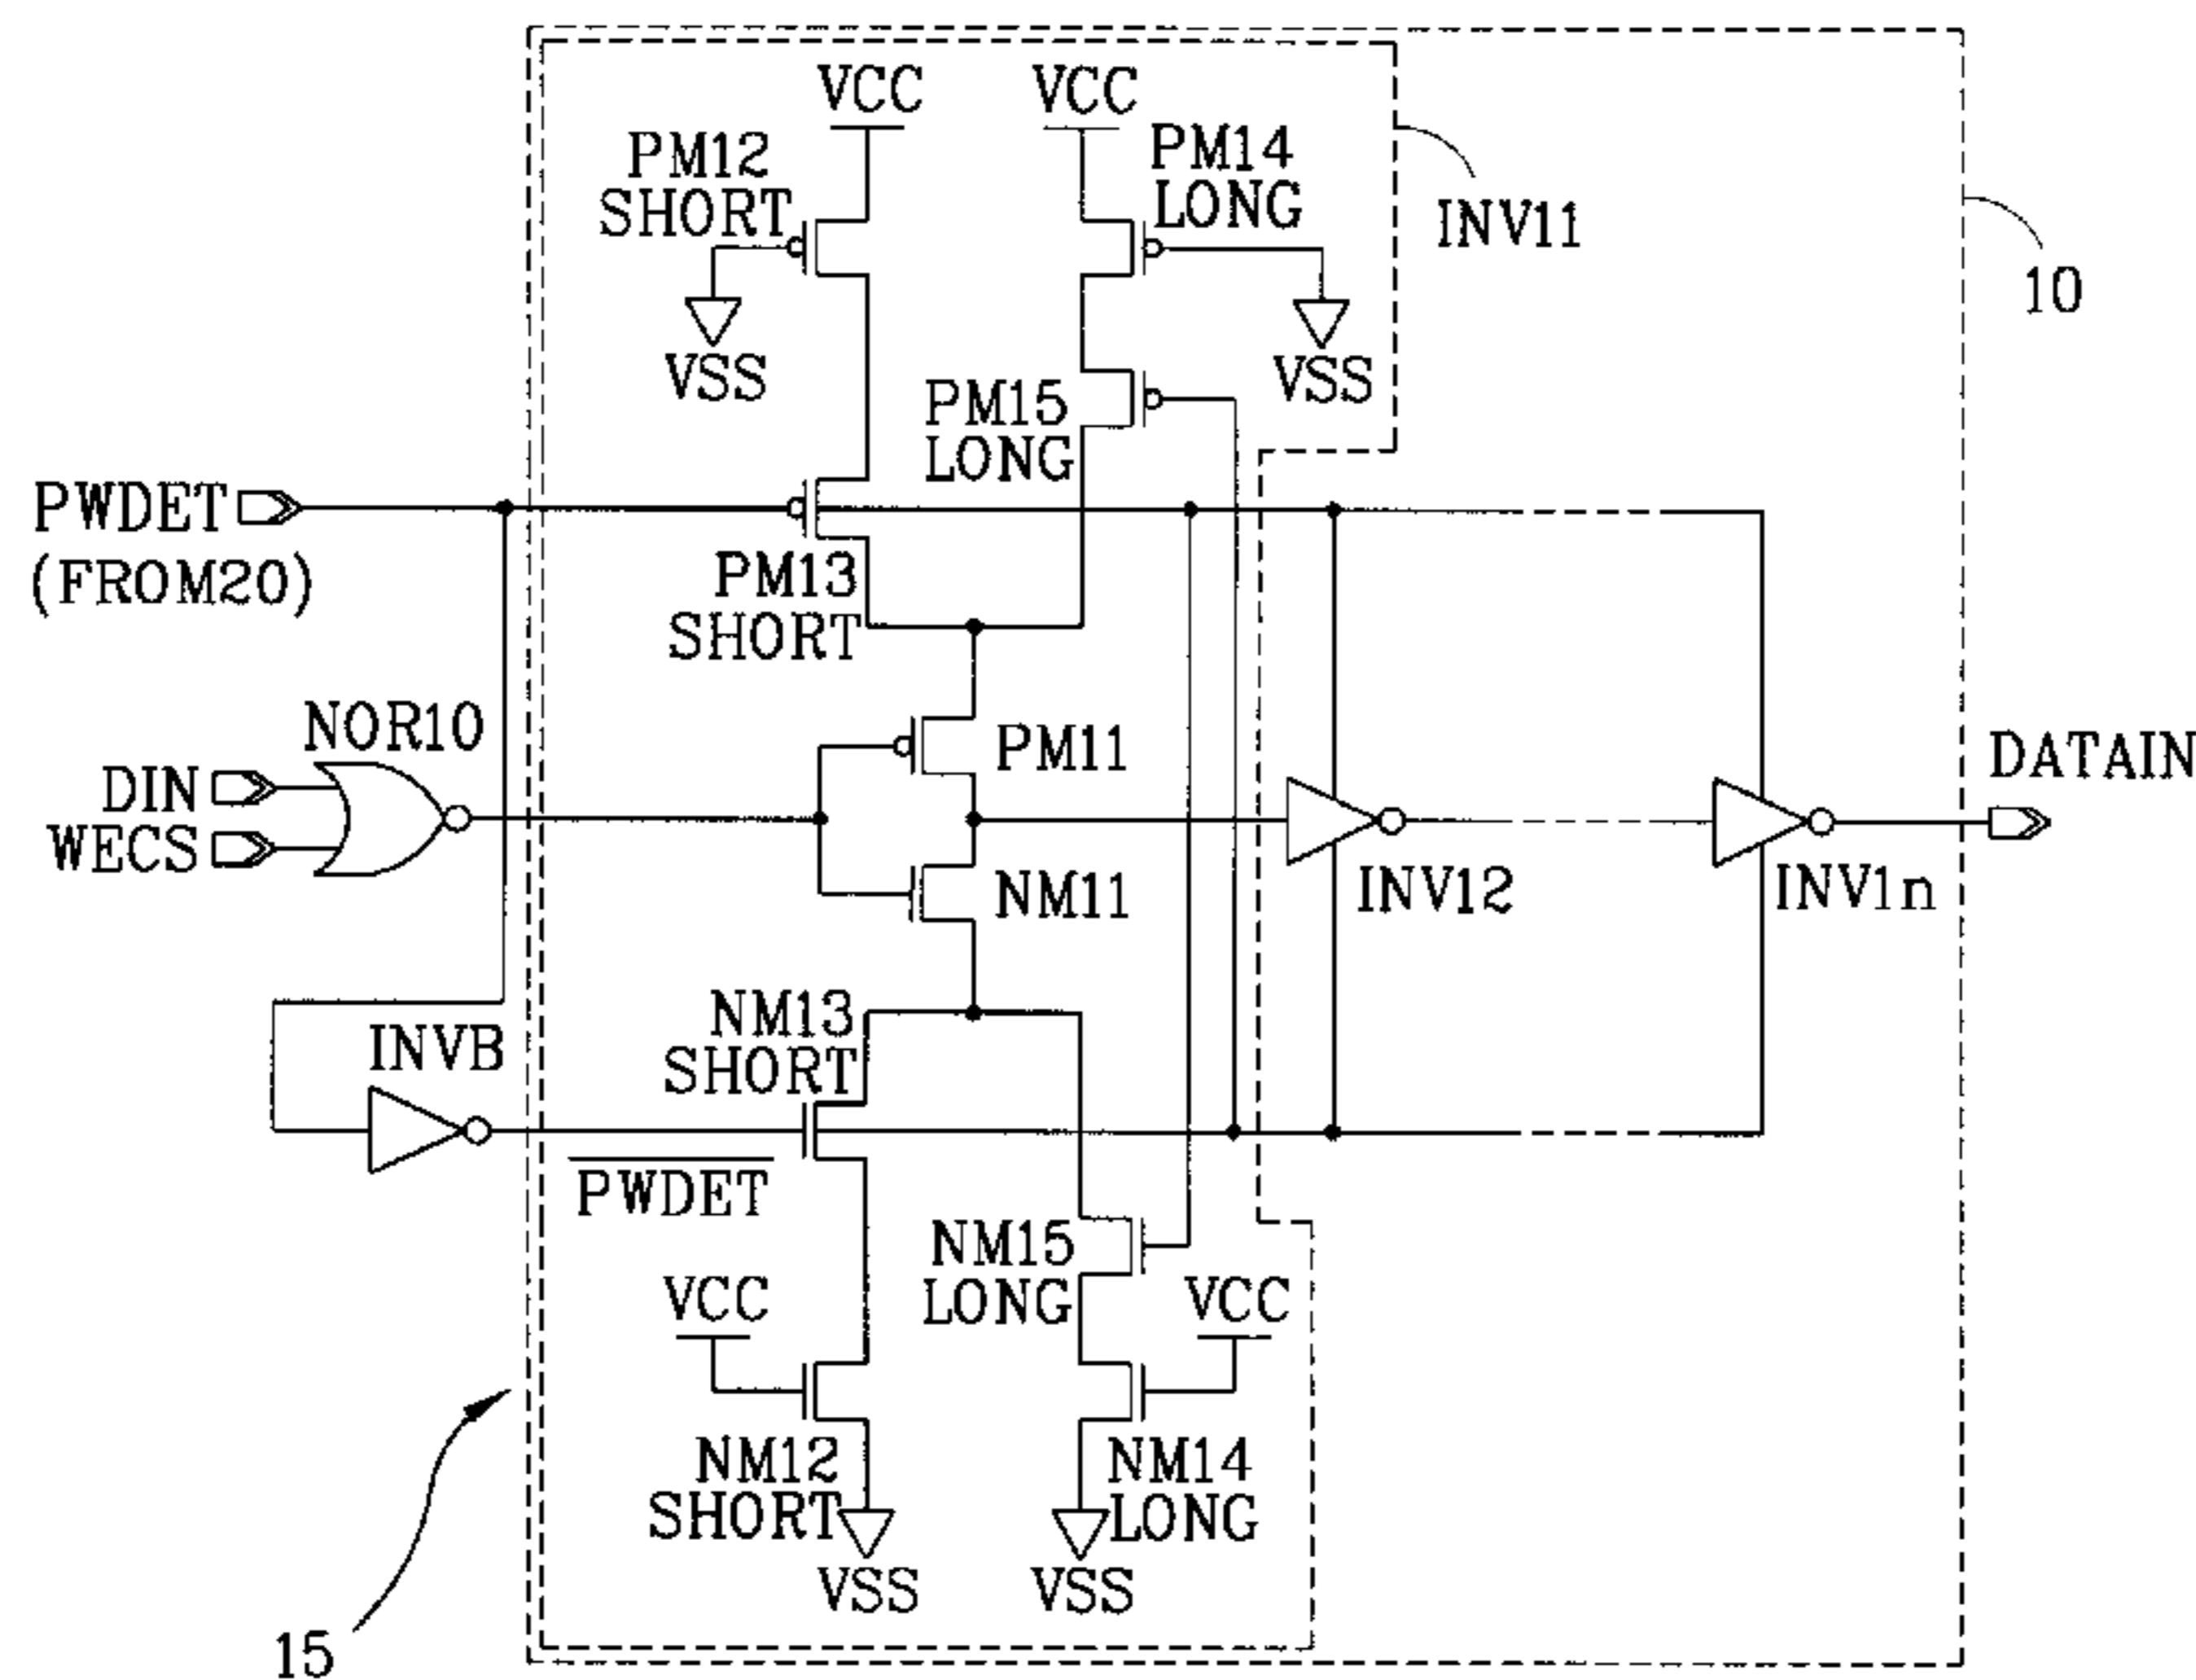 VCC
VCC
PM12
SHORT
PM14
LONG
INV11
10
VSS
VSS
PM15
LONG
PWDET
(FROM20)
PM13
SHORT
NOR10
PM11
DIN
WECS
DATAIN
NM11
INV12
INV1n
NM13
SHORT
INVB
PWDET
NM15
LONG
VCC
VCC
NM12
SHORT
NM14
LONG
VSS
VSS
15